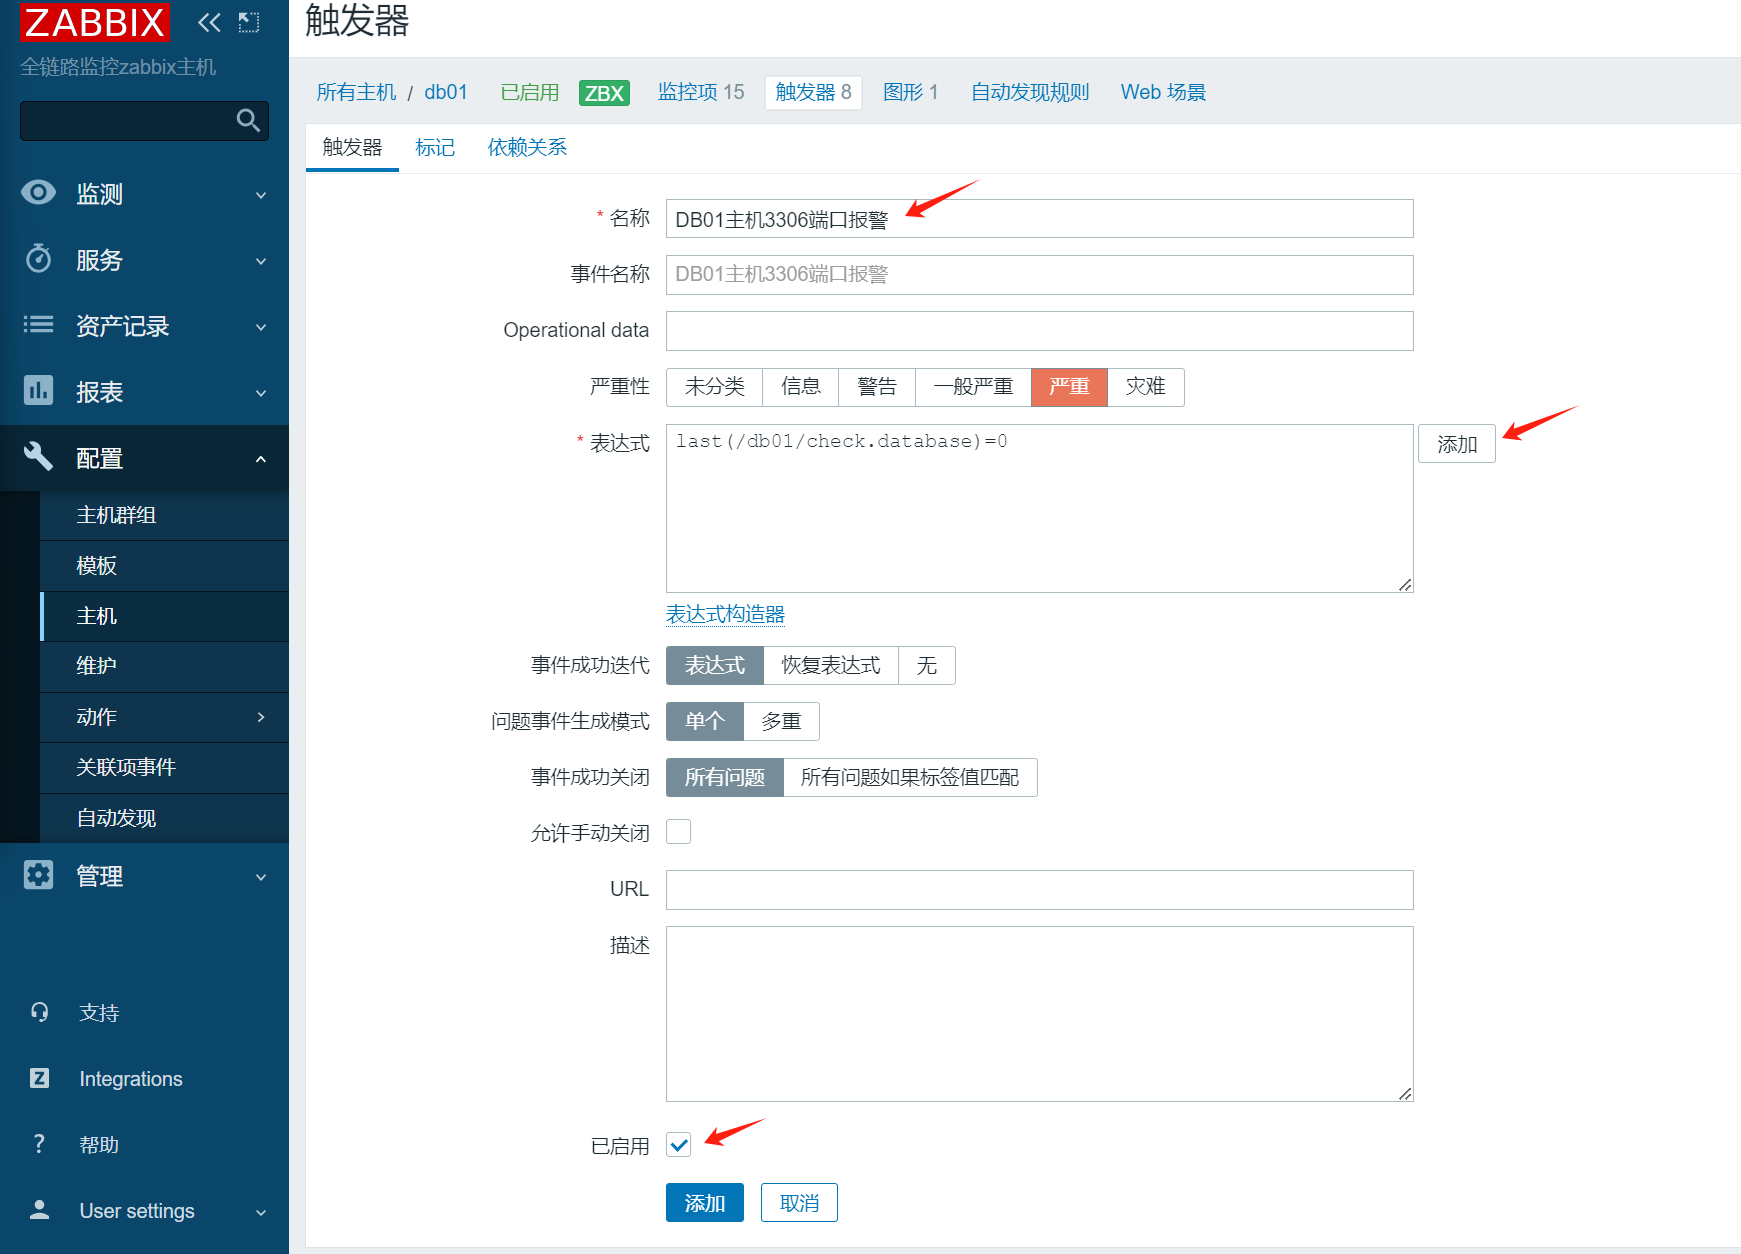 ZABBIX
全链路监控zabbix主机
监测
服务
资产记录
报表
配置
主机群组
模板
主机
维护
动作
关联项事件
自动发现
管理
支持
Integrations
帮助
User settings
触发器
所有主机 / db01 已启用 ZBX 监控项 15 触发器 8 图形 1 自动发现规则 Web 场景
触发器 标记 依赖关系
* 名称 DB01主机3306端口报警
事件名称 DB01主机3306端口报警
Operational data
严重性 未分类 信息 警告 一般严重 严重 灾难
* 表达式 last(/db01/check.database)=0 添加
表达式构造器
事件成功迭代 表达式 恢复表达式 无
问题事件生成模式 单个 多重
事件成功关闭 所有问题 所有问题如果标签值匹配
允许手动关闭
URL
描述
已启用
添加 取消